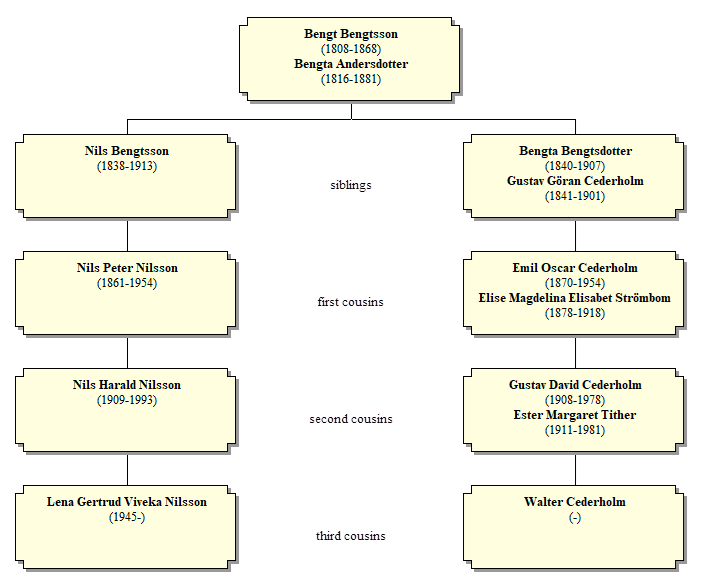 Bengt Bengtsson
(1808-1868)
Bengta Andersdotter
(1816-1881)
Nils Bengtsson
(1838-1913)
siblings
Bengta Bengtsdotter
(1840-1907)
Gustav Göran Cederholm
(1841-1901)
Nils Peter Nilsson
(1861-1954)
first cousins
Emil Oscar Cederholm
(1870-1954)
Elise Magdelina Elisabet Strömbom
(1878-1918)
Nils Harald Nilsson
(1909-1993)
second cousins
Gustav David Cederholm
(1908-1978)
Ester Margaret Tither
(1911-1981)
Lena Gertrud Viveka Nilsson
(1945-)
third cousins
Walter Cederholm
(-)